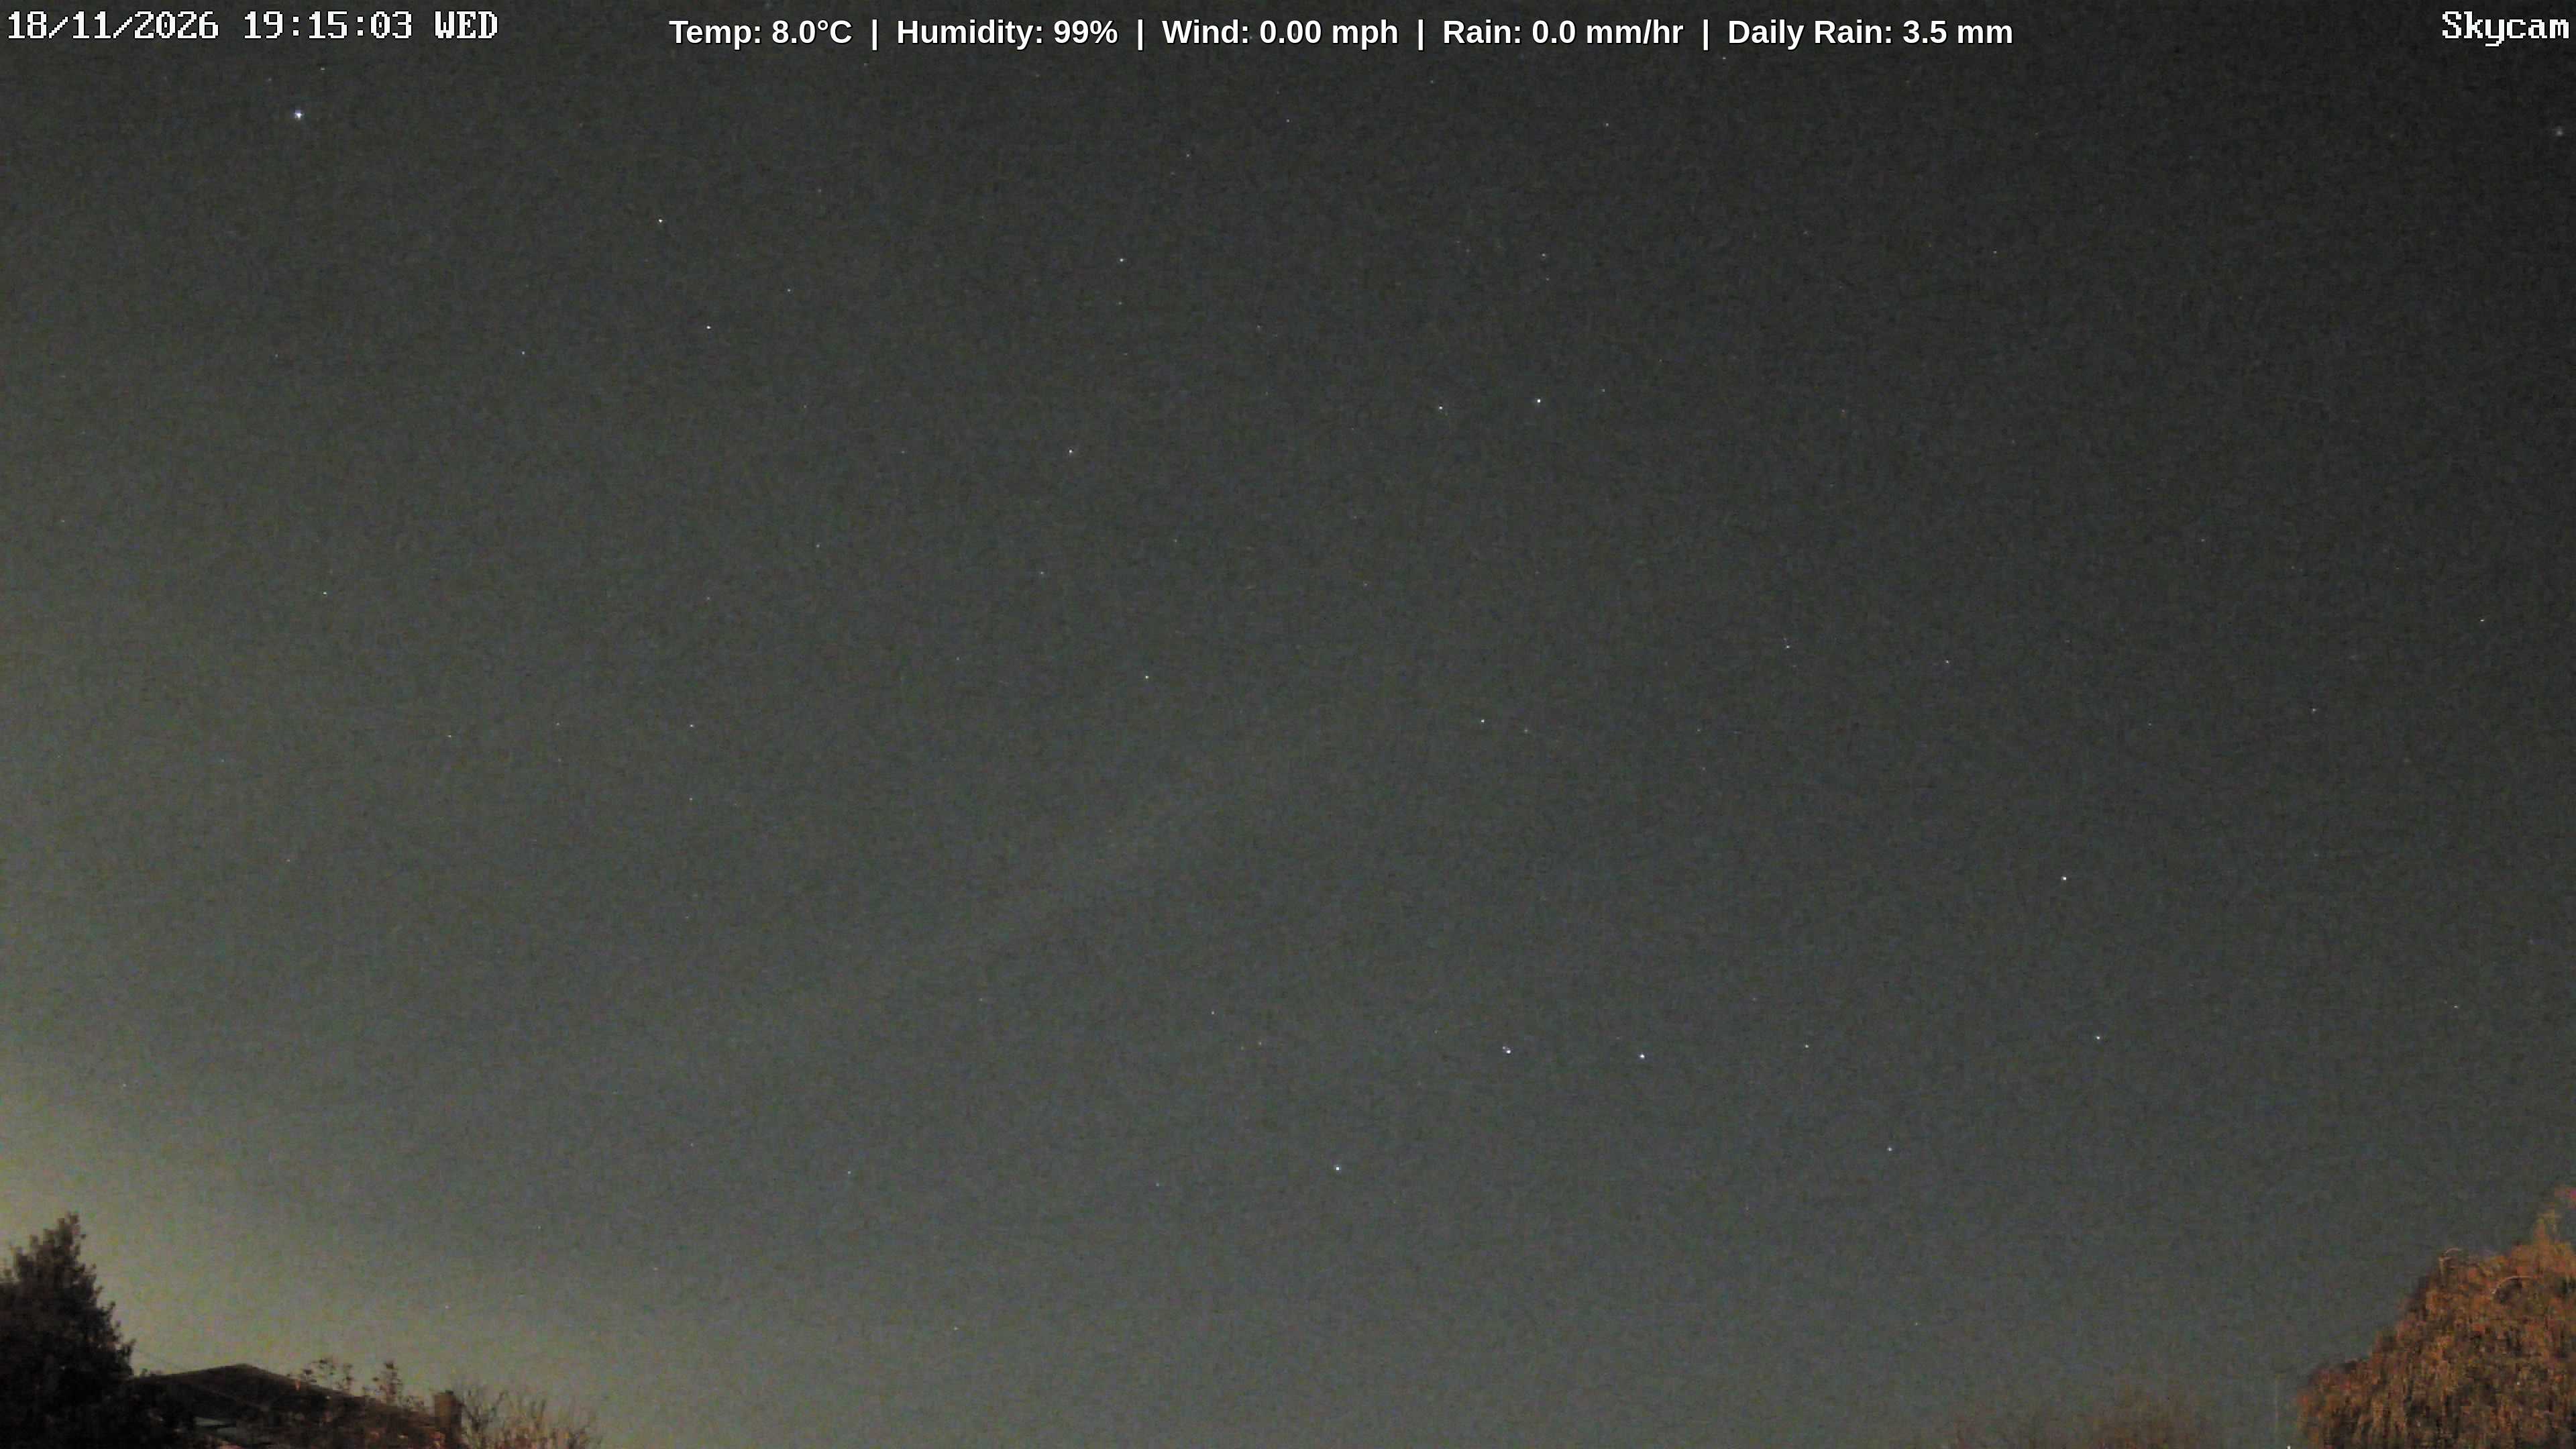 18/11/2026 19:15:03 WED
Temp: 8.0°C | Humidity: 99% | Wind: 0.00 mph | Rain: 0.0 mm/hr | Daily Rain: 3.5 mm
Skycam